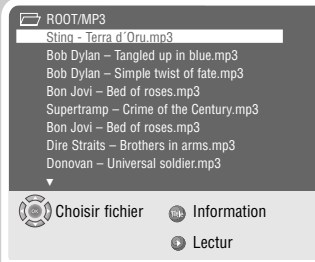 ROOT/MP3
Sting - Terra d´Oru.mp3
Bob Dylan – Tangled up in blue.mp3
Bob Dylan – Simple twist of fate.mp3
Bon Jovi – Bed of roses.mp3
Supertramp – Crime of the Century.mp3
Bon Jovi – Bed of roses.mp3
Dire Straits – Brothers in arms.mp3
Donovan – Universal soldier.mp3
OK Choisir fichier
Title Information
Lectur